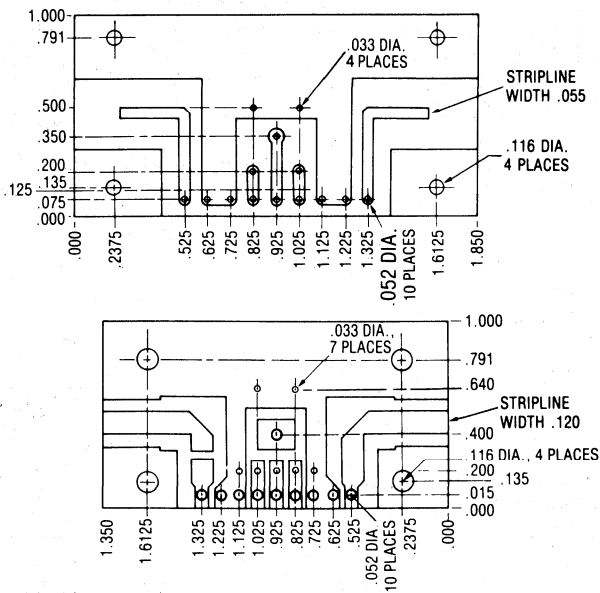 1.000
.791
.033 DIA.
4 PLACES
STRIPLINE
WIDTH .055
.500
.350
.116 DIA.
4 PLACES
.200
.135
.125
.075
.000
.000
.2375
.525
.625
.725
.825
.925
1.025
1.125
1.225
1.325
.052 DIA.
10 PLACES
1.6125
1.850
1.000
.033 DIA.,
7 PLACES
.791
.640
STRIPLINE
WIDTH .120
.400
.116 DIA., 4 PLACES
.200
.135
.015
.000
1.350
1.6125
1.325
1.225
1.125
1.025
.925
.825
.725
.625
.525
.052 DIA
10 PLACES
.2375
.000